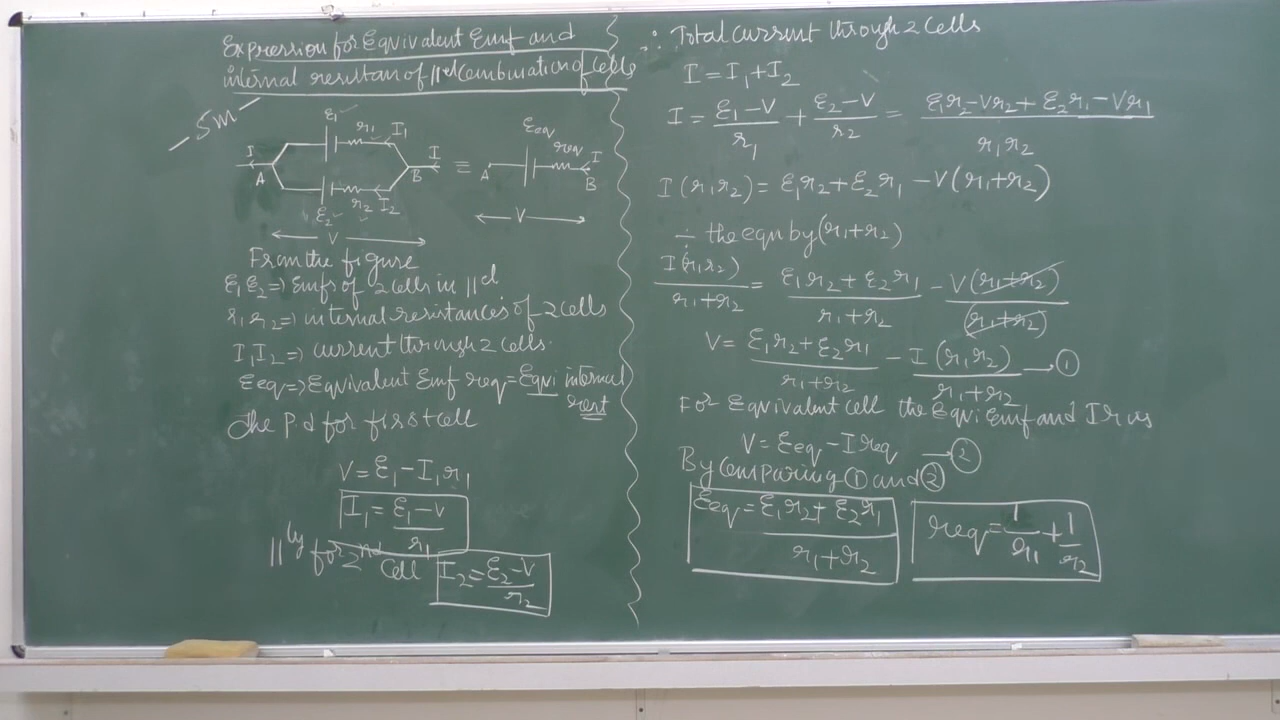 Expression for Equivalent Emf and
internal resistan of ||el Combination of Cells
- 5m -
ε₁ r₁ I₁
I A B I
ε₂ r₂ I₂
V
≡
εeq req I
A B
V
From the figure
ε₁ ε₂ => Emfs of 2 cells in ||el
r₁ r₂ => internal resistances of 2 cells
I₁ I₂ => current through 2 cells.
εeq => Equivalent Emf req = Equi internal
rest
The P.d for first cell
V = ε₁ - I₁r₁
I₁ = (ε₁ - V)/r₁
||ly for 2nd cell
I₂ = (ε₂ - V)/r₂
∴ Total current through 2 Cells
I = I₁ + I₂
I = (ε₁ - V)/r₁ + (ε₂ - V)/r₂ = (ε₁r₂ - Vr₂ + ε₂r₁ - Vr₁)/r₁r₂
I (r₁r₂) = ε₁r₂ + ε₂r₁ - V(r₁+r₂)
÷ the eqn by (r₁+r₂)
I(r₁r₂)/(r₁+r₂) = (ε₁r₂ + ε₂r₁)/(r₁+r₂) - V(r₁+r₂)/(r₁+r₂)
V = (ε₁r₂ + ε₂r₁)/(r₁+r₂) - I(r₁r₂)/(r₁+r₂) → ①
For Equivalent cell the Equi Emf and Ir is
V = εeq - Ireq → ②
By Comparing ① and ②
εeq = (ε₁r₂ + ε₂r₁)/(r₁+r₂)
req = 1/r₁ + 1/r₂